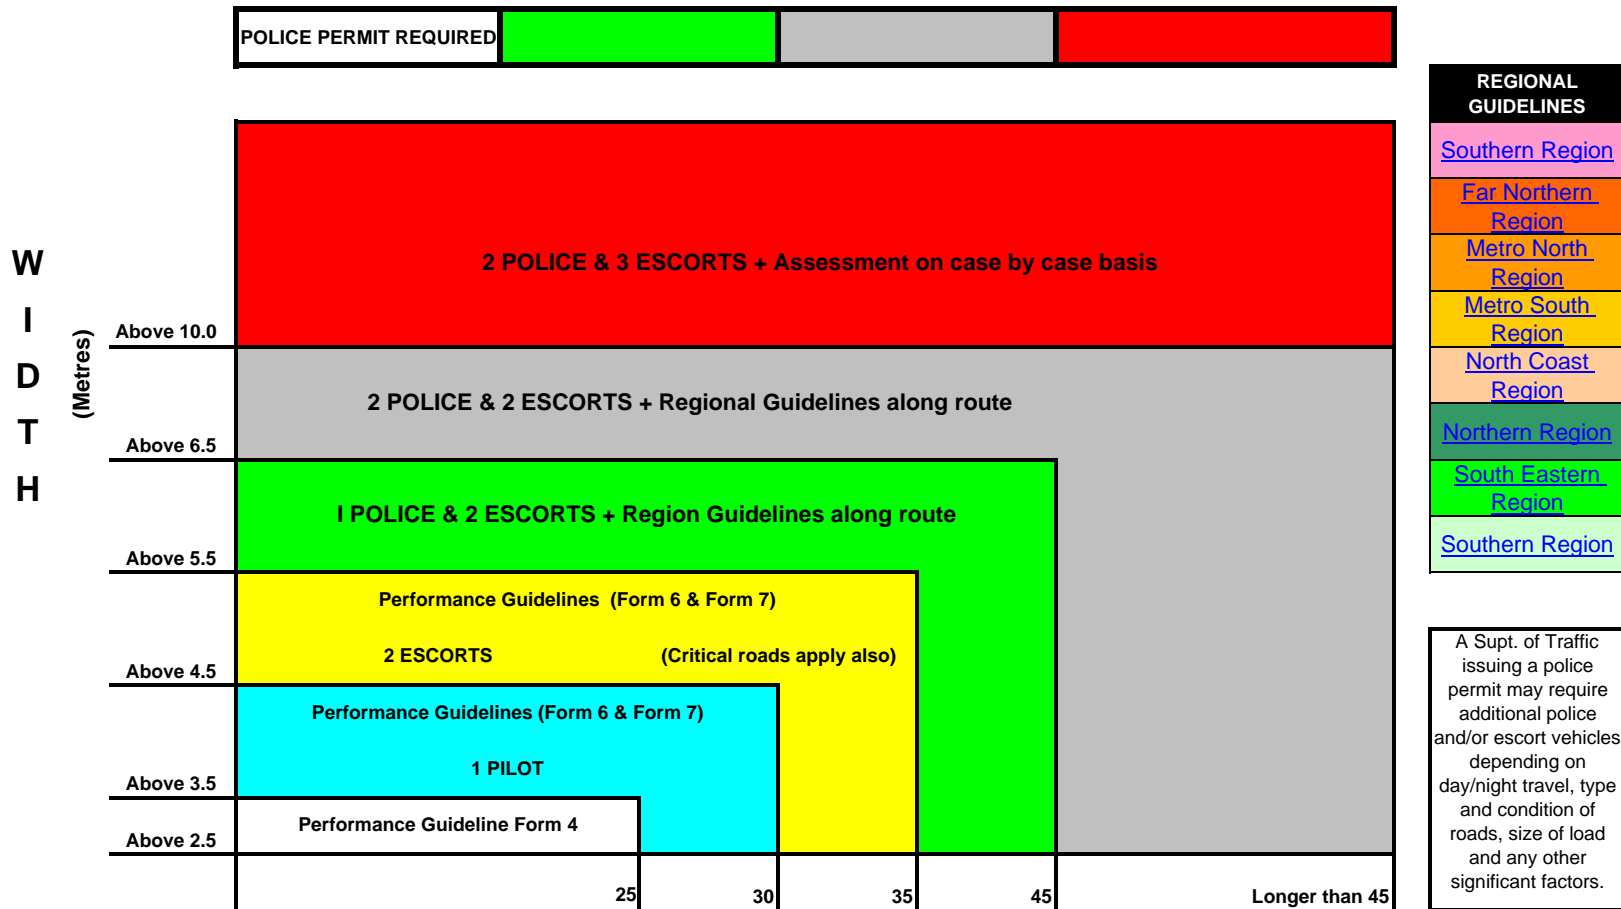 POLICE PERMIT REQUIRED
REGIONAL
GUIDELINES
Southern Region
Far Northern
Region
Metro North
Region
Metro South
Region
North Coast
Region
Northern Region
South Eastern
Region
Southern Region
W
I
D
T
H
(Metres)
2 POLICE & 3 ESCORTS + Assessment on case by case basis
Above 10.0
2 POLICE & 2 ESCORTS + Regional Guidelines along route
Above 6.5
I POLICE & 2 ESCORTS + Region Guidelines along route
Above 5.5
Performance Guidelines (Form 6 & Form 7)
2 ESCORTS (Critical roads apply also)
Above 4.5
Performance Guidelines (Form 6 & Form 7)
1 PILOT
Above 3.5
Performance Guideline Form 4
Above 2.5
25 30 35 45 Longer than 45
A Supt. of Traffic
issuing a police
permit may require
additional police
and/or escort vehicles
depending on
day/night travel, type
and condition of
roads, size of load
and any other
significant factors.